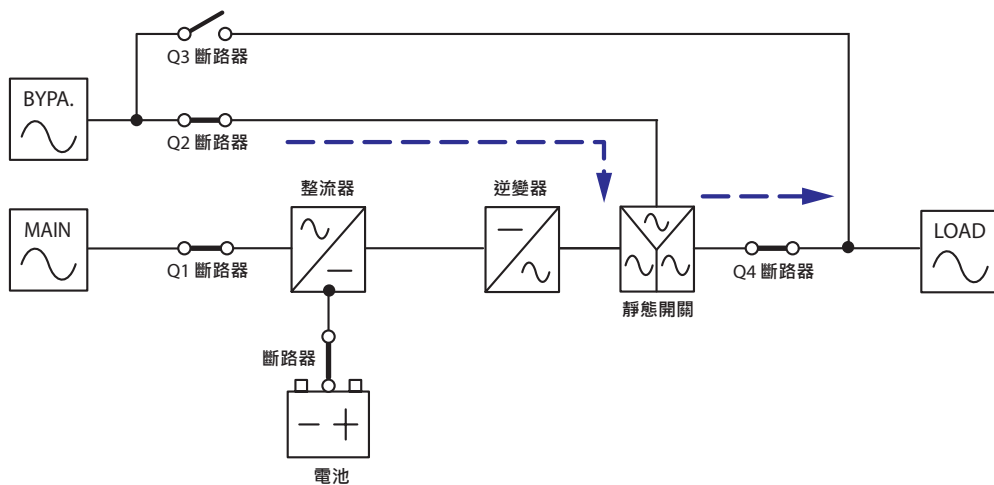 Q3 斷路器
BYPA.
Q2 斷路器
整流器
逆變器
MAIN
LOAD
Q1 斷路器
Q4 斷路器
靜態開關
斷路器
電池